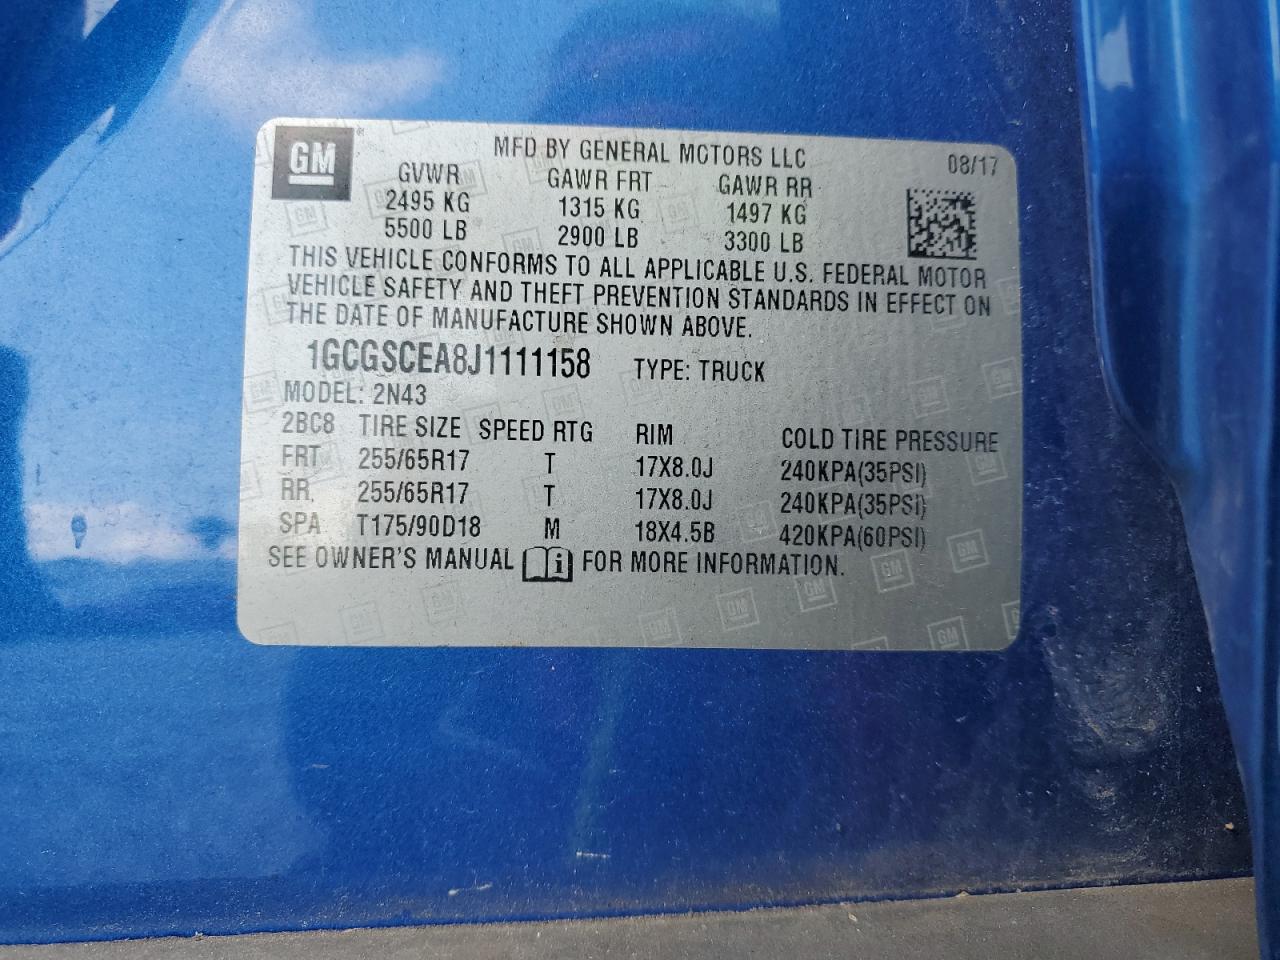 GM
MFD BY GENERAL MOTORS LLC 08/17
GVWR GAWR FRT GAWR RR
2495 KG 1315 KG 1497 KG
5500 LB 2900 LB 3300 LB
THIS VEHICLE CONFORMS TO ALL APPLICABLE U.S. FEDERAL MOTOR
VEHICLE SAFETY AND THEFT PREVENTION STANDARDS IN EFFECT ON
THE DATE OF MANUFACTURE SHOWN ABOVE.
1GCGSCEA8J1111158 TYPE: TRUCK
MODEL: 2N43
2BC8 TIRE SIZE SPEED RTG RIM COLD TIRE PRESSURE
FRT 255/65R17 T 17X8.0J 240KPA(35PSI)
RR 255/65R17 T 17X8.0J 240KPA(35PSI)
SPA T175/90D18 M 18X4.5B 420KPA(60PSI)
SEE OWNER'S MANUAL i FOR MORE INFORMATION.